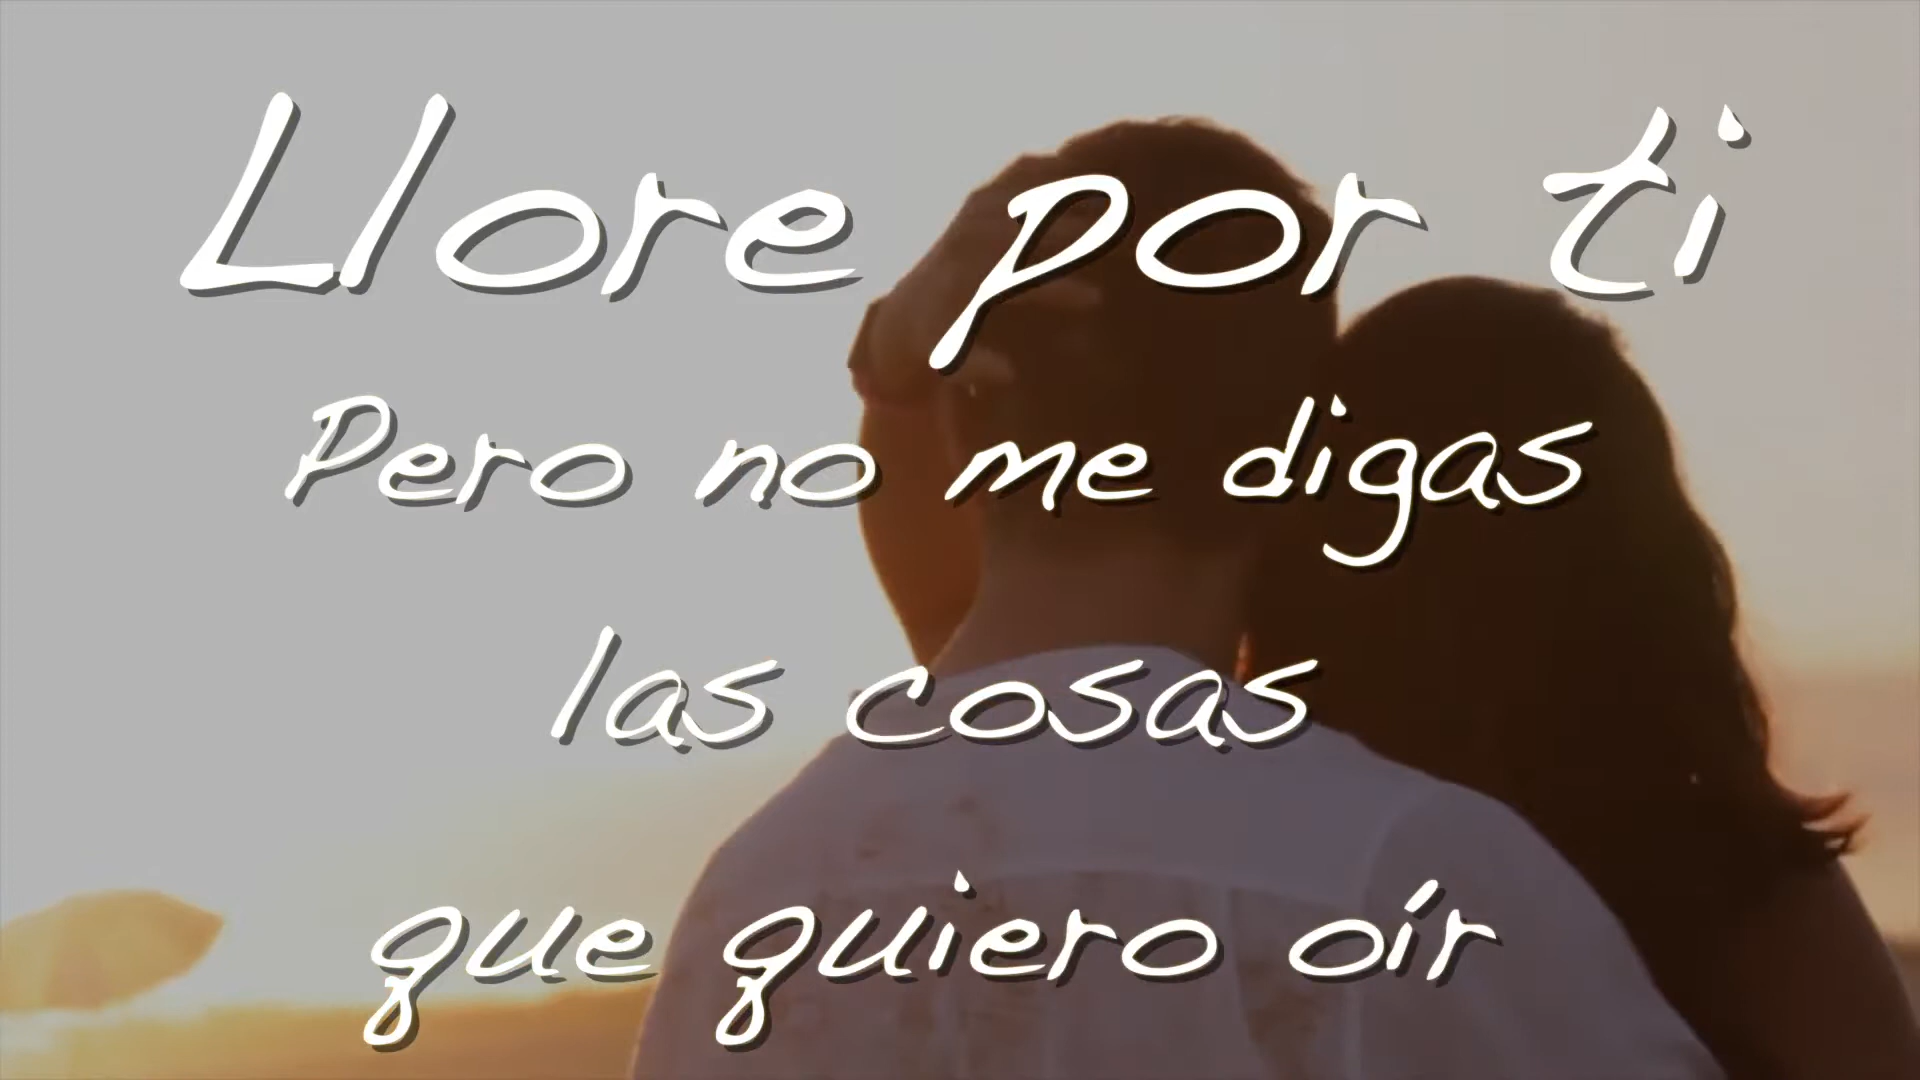 Llore por ti
Pero no me digas
las cosas
que quiero oír